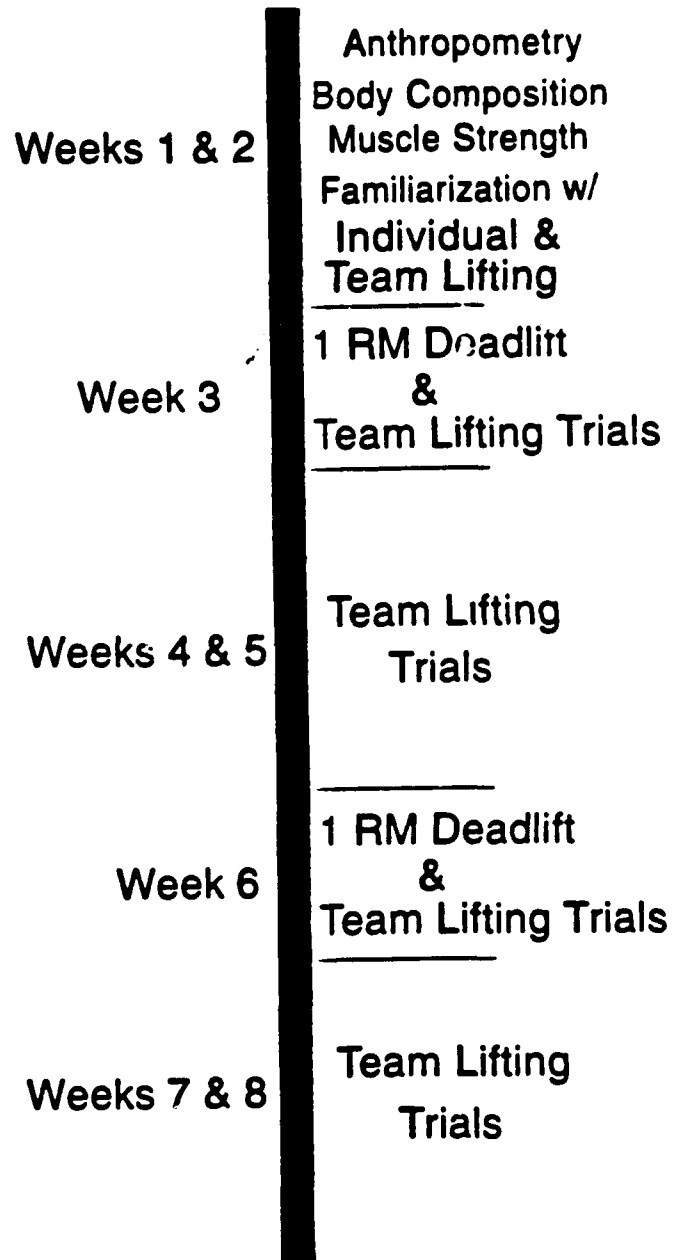 Anthropometry
Body Composition
Weeks 1 & 2
Muscle Strength
Familiarization w/
Individual &
Team Lifting
1 RM Deadlift
Week 3
&
Team Lifting Trials
Team Lifting
Weeks 4 & 5
Trials
1 RM Deadlift
Week 6
&
Team Lifting Trials
Team Lifting
Weeks 7 & 8
Trials